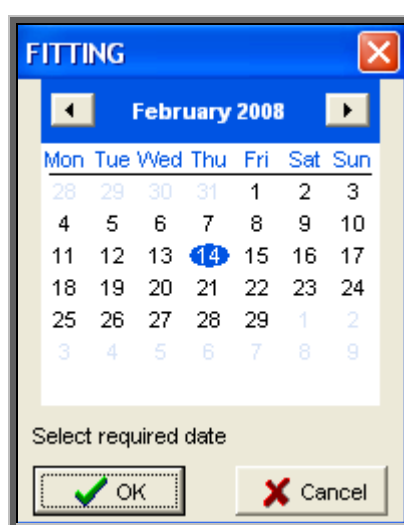 FITTING
February 2008
Mon Tue Wed Thu Fri Sat Sun
28 29 30 31 1 2 3
4 5 6 7 8 9 10
11 12 13 14 15 16 17
18 19 20 21 22 23 24
25 26 27 28 29 1 2
3 4 5 6 7 8 9
Select required date
OK Cancel